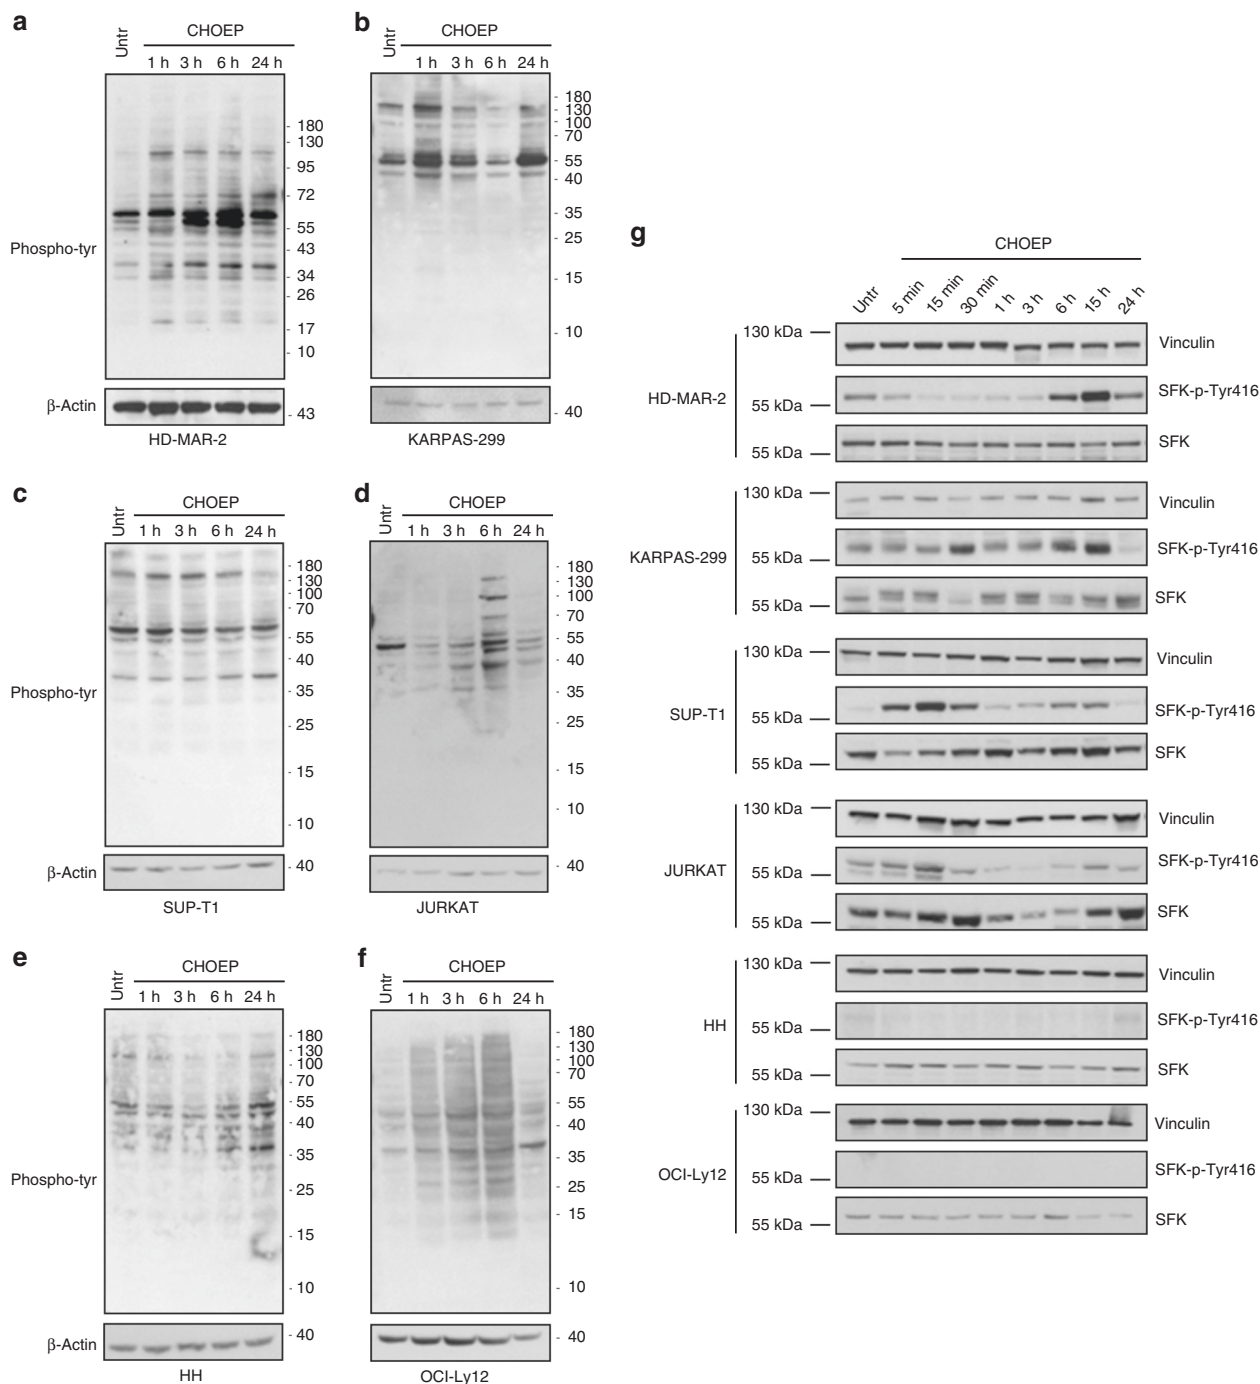 a
Untr
CHOEP
1 h 3 h 6 h 24 h
- 180
- 130
- 95
- 72
- 55
- 43
- 34
- 26
- 17
- 10
Phospho-tyr
β-Actin
- 43
HD-MAR-2
b
Untr
CHOEP
1 h 3 h 6 h 24 h
- 180
- 130
- 100
- 70
- 55
- 40
- 35
- 25
- 15
- 10
- 40
KARPAS-299
c
Untr
CHOEP
1 h 3 h 6 h 24 h
- 180
- 130
- 100
- 70
- 55
- 40
- 35
- 25
- 15
- 10
Phospho-tyr
β-Actin
- 40
SUP-T1
d
Untr
CHOEP
1 h 3 h 6 h 24 h
- 180
- 130
- 100
- 70
- 55
- 40
- 35
- 25
- 15
- 10
- 40
JURKAT
e
Untr
CHOEP
1 h 3 h 6 h 24 h
- 180
- 130
- 100
- 70
- 55
- 40
- 35
- 25
- 15
- 10
Phospho-tyr
β-Actin
- 40
HH
f
Untr
CHOEP
1 h 3 h 6 h 24 h
- 180
- 130
- 100
- 70
- 55
- 40
- 35
- 25
- 15
- 10
- 40
OCI-Ly12
g
CHOEP
Untr 5 min 15 min 30 min 1 h 3 h 6 h 15 h 24 h
HD-MAR-2
130 kDa Vinculin
55 kDa SFK-p-Tyr416
55 kDa SFK
KARPAS-299
130 kDa Vinculin
55 kDa SFK-p-Tyr416
55 kDa SFK
SUP-T1
130 kDa Vinculin
55 kDa SFK-p-Tyr416
55 kDa SFK
JURKAT
130 kDa Vinculin
55 kDa SFK-p-Tyr416
55 kDa SFK
HH
130 kDa Vinculin
55 kDa SFK-p-Tyr416
55 kDa SFK
OCI-Ly12
130 kDa Vinculin
55 kDa SFK-p-Tyr416
55 kDa SFK